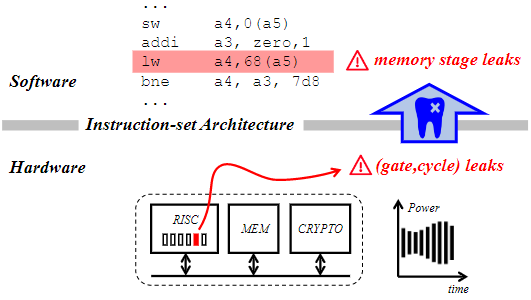 ...
sw a4,0(a5)
addi a3, zero,1
lw a4,68(a5)
memory stage leaks
bne a4, a3, 7d8
Software
...
Instruction-set Architecture
Hardware
(gate,cycle) leaks
RISC
MEM
CRYPTO
Power
time